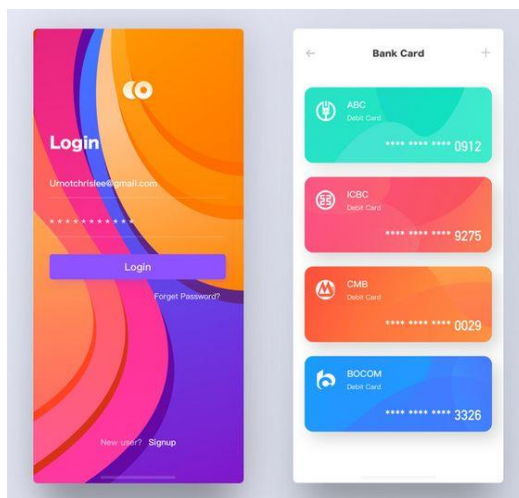 Login
Urnotchrislee@gmail.com
***********
Login
Forget Password?
New user? Signup
Bank Card
ABC
Debit Card
**** **** **** 0912
ICBC
Debit Card
**** **** **** 9275
CMB
Debit Card
**** **** **** 0029
BOCOM
Debit Card
**** **** **** 3326